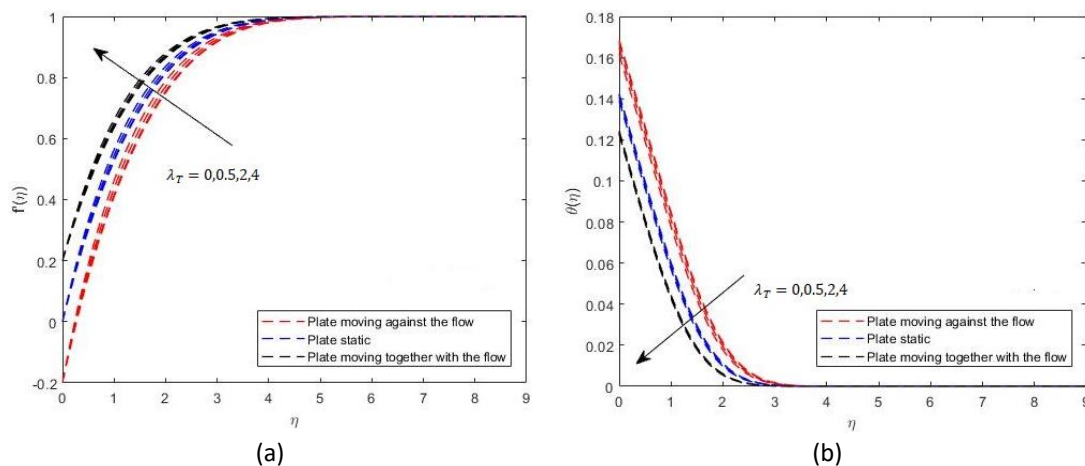 1
0.8
0.6
0.4
0.2
0
-0.2
f'(η)
λ_T = 0,0.5,2,4
Plate moving against the flow
Plate static
Plate moving together with the flow
0 1 2 3 4 5 6 7 8 9
η
(a)
0.18
0.16
0.14
0.12
0.1
0.08
0.06
0.04
0.02
0
θ(η)
λ_T = 0,0.5,2,4
Plate moving against the flow
Plate static
Plate moving together with the flow
0 1 2 3 4 5 6 7 8 9
η
(b)